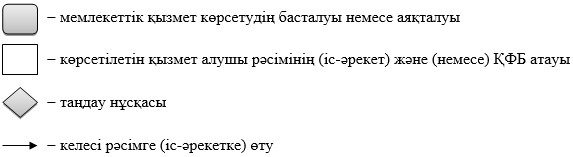 – мемлекеттік қызмет көрсетудің басталуы немесе аяқталуы
– көрсетілетін қызмет алушы рәсімінің (іс-әрекет) және (немесе) ҚФБ атауы
– таңдау нұсқасы
– келесі рәсімге (іс-әрекетке) өту